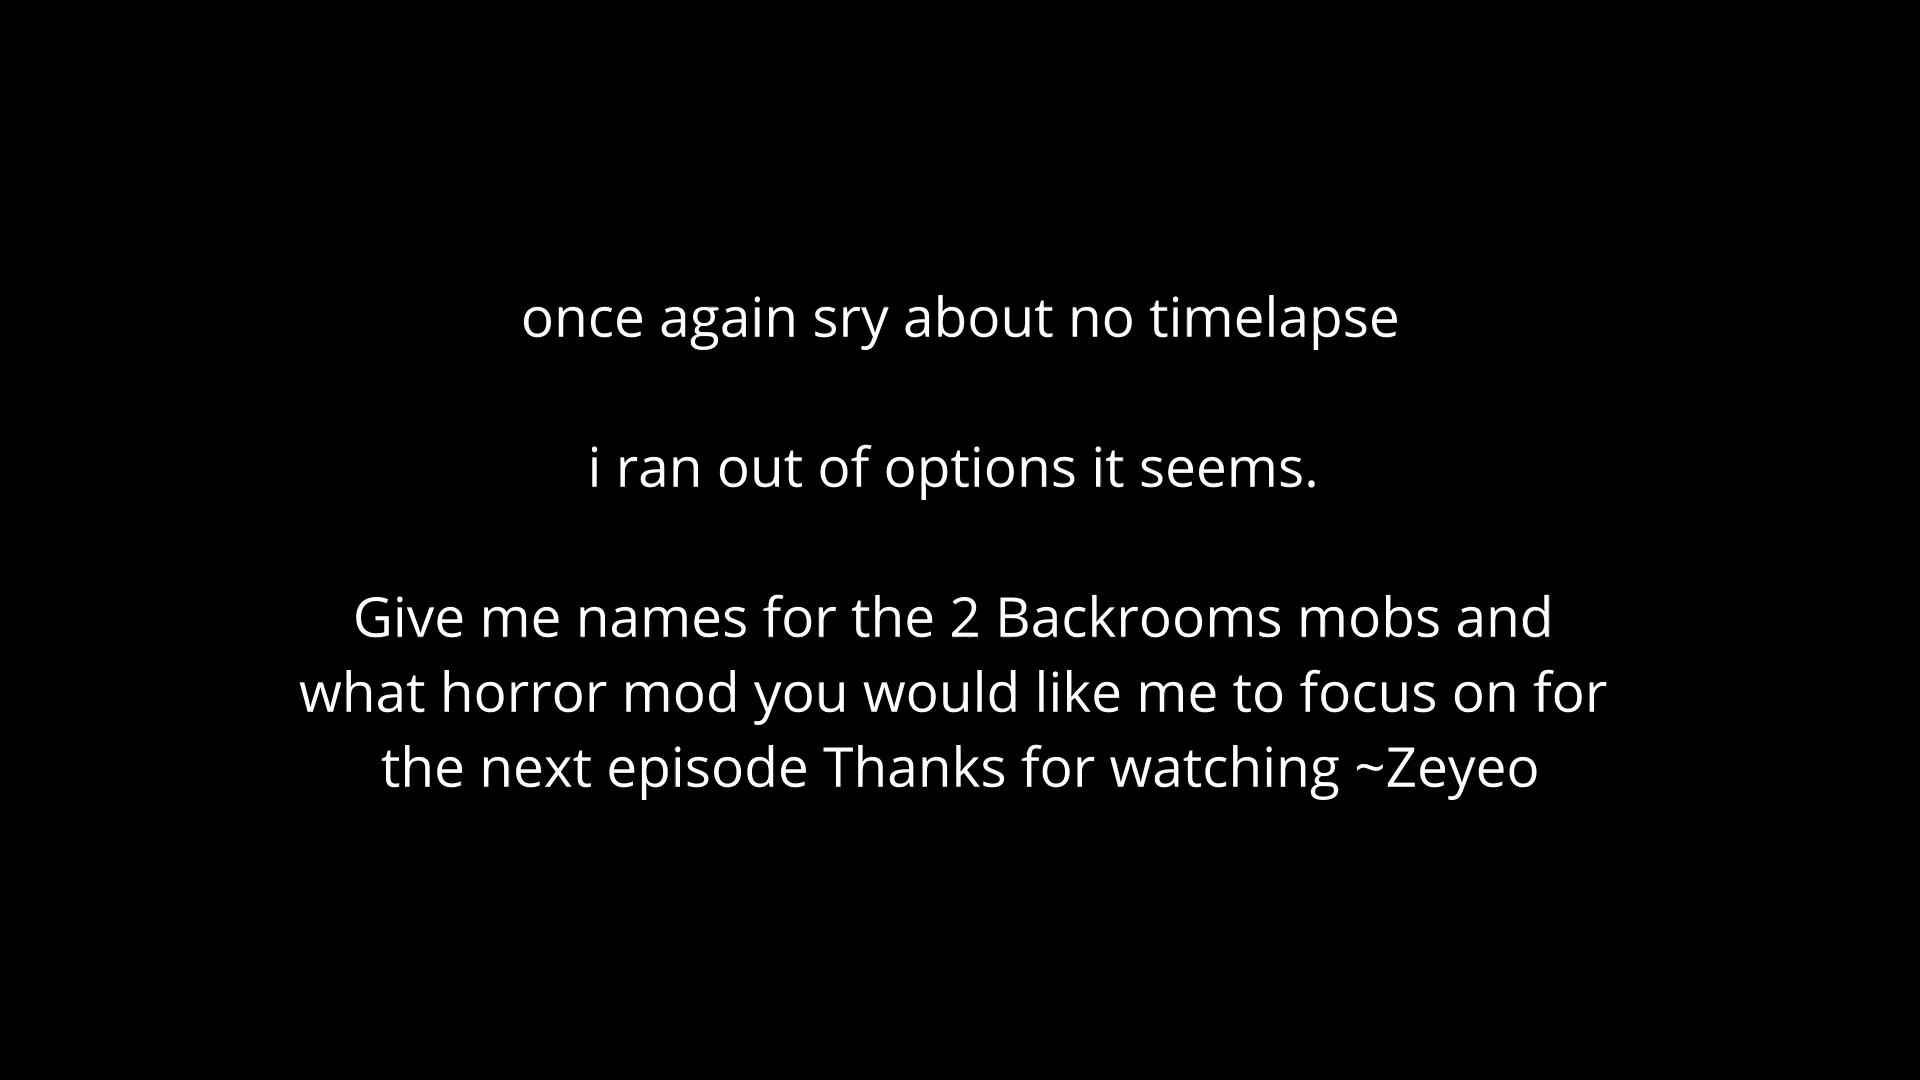 once again sry about no timelapse
i ran out of options it seems.
Give me names for the 2 Backrooms mobs and
what horror mod you would like me to focus on for
the next episode Thanks for watching ~Zeyeo